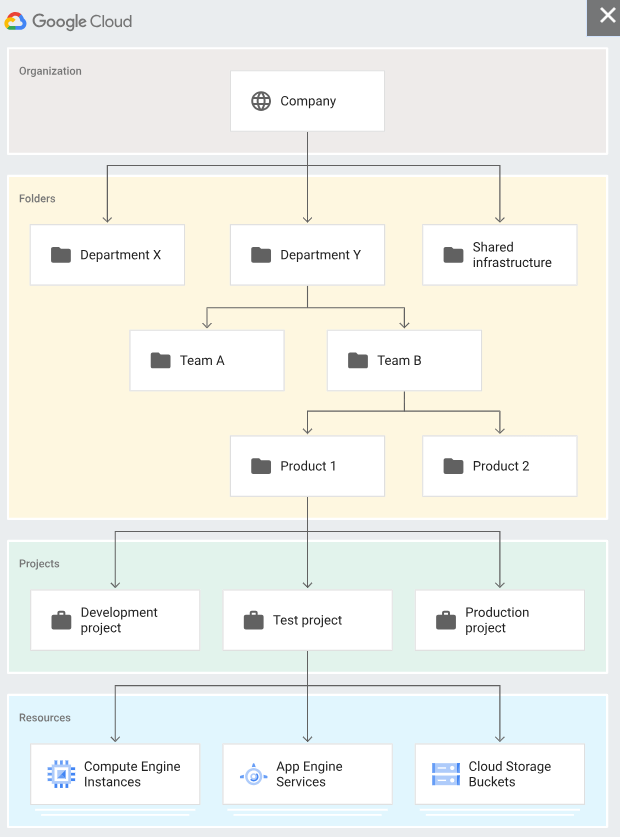 Google Cloud
Organization
Company
Folders
Department X
Department Y
Shared
infrastructure
Team A
Team B
Product 1
Product 2
Projects
Development
project
Test project
Production
project
Resources
Compute Engine
Instances
App Engine
Services
Cloud Storage
Buckets